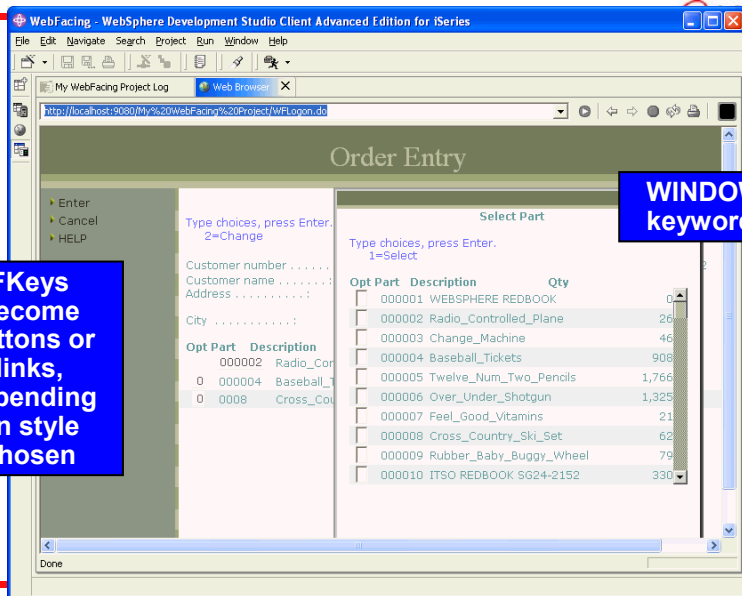 WebFacing - WebSphere Development Studio Client Advanced Edition for iSeries
File Edit Navigate Search Project Run Window Help
My WebFacing Project Log Web Browser
http://localhost:9080/My%20WebFacing%20Project/WFLogon.do
Order Entry
Enter
Cancel
HELP
Type choices, press Enter.
2=Change
Customer number . . . . . .
Customer name . . . . . . . :
Address . . . . . . . . . . :
City . . . . . . . . . . . :
Opt Part Description
000002 Radio_Cor
0 000004 Baseball_T
0 0008 Cross_Cou
Select Part
Type choices, press Enter.
1=Select
Opt Part Description Qty
000001 WEBSPHERE REDBOOK 0
000002 Radio_Controlled_Plane 26
000003 Change_Machine 46
000004 Baseball_Tickets 908
000005 Twelve_Num_Two_Pencils 1,766
000006 Over_Under_Shotgun 1,325
000007 Feel_Good_Vitamins 21
000008 Cross_Country_Ski_Set 62
000009 Rubber_Baby_Buggy_Wheel 79
000010 ITSO REDBOOK SG24-2152 330
WINDOW
keyword
FKeys
ecome
ttons or
links,
pending
n style
hosen
Done